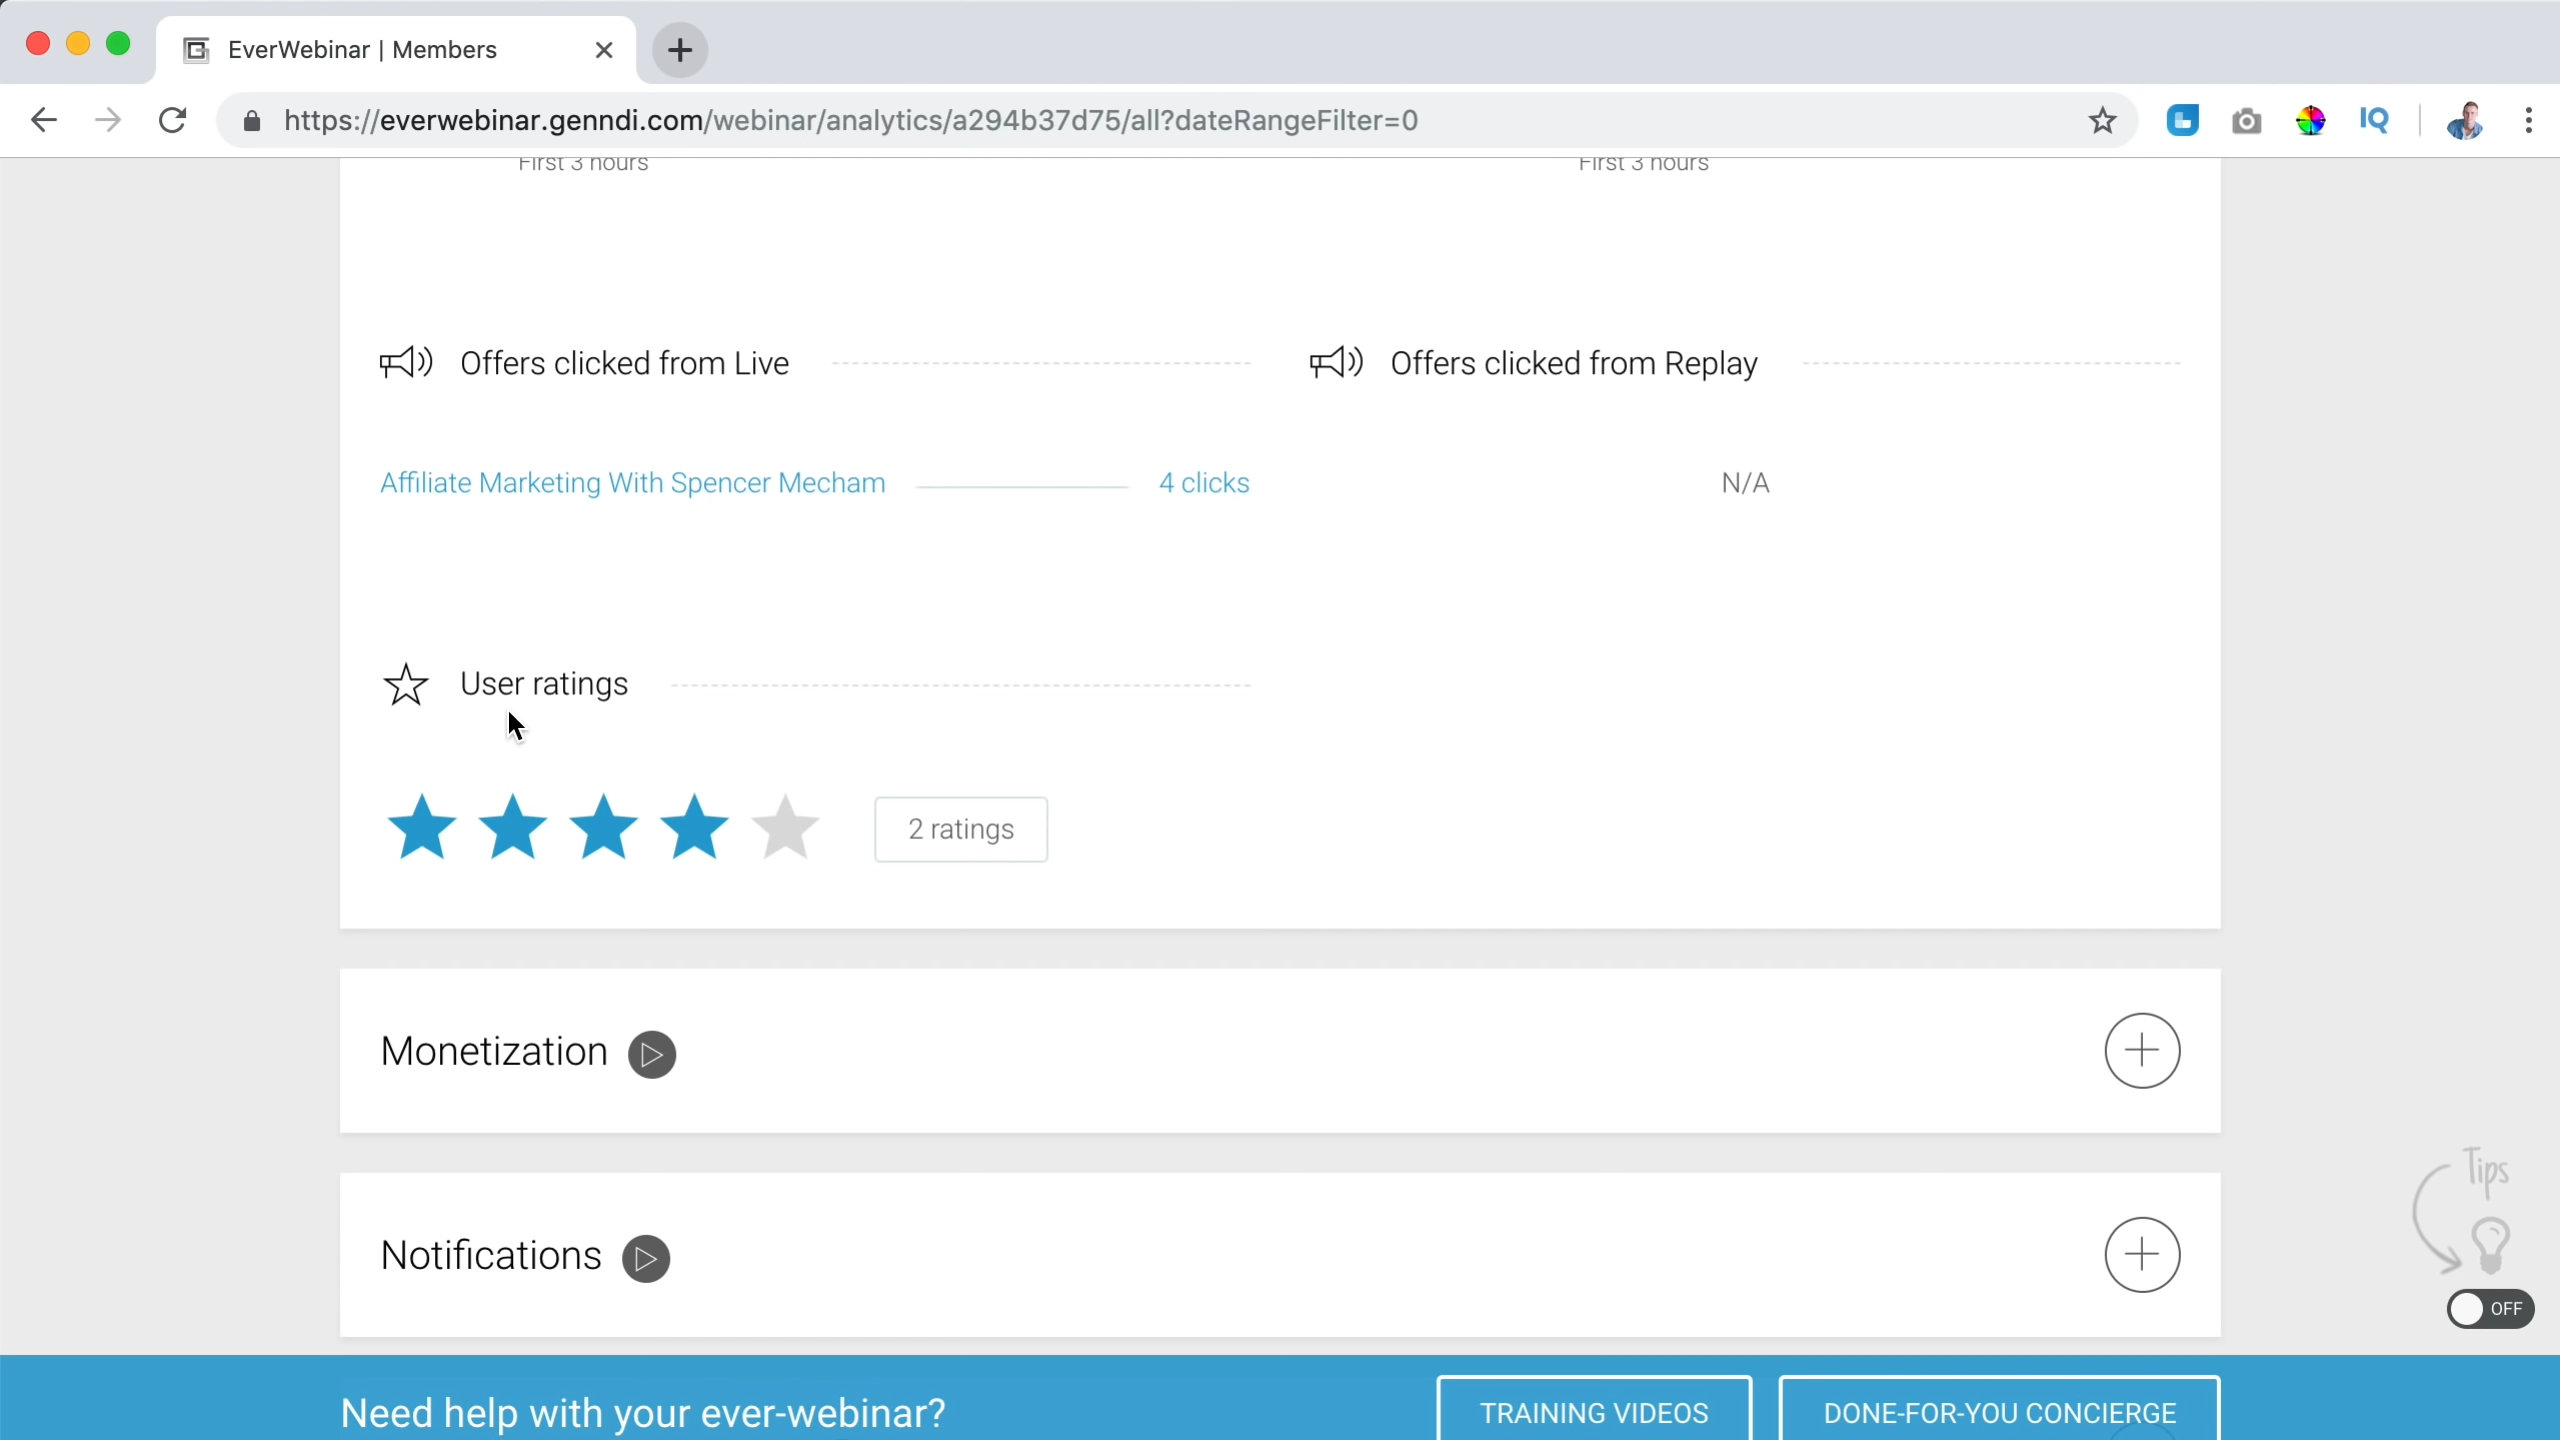 EverWebinar | Members
https://everwebinar.genndi.com/webinar/analytics/a294b37d75/all?dateRangeFilter=0
IQ
First 3 hours
First 3 hours
Offers clicked from Live
Offers clicked from Replay
Affiliate Marketing With Spencer Mecham
4 clicks
N/A
User ratings
2 ratings
Monetization
Notifications
Tips
OFF
Need help with your ever-webinar?
TRAINING VIDEOS
DONE-FOR-YOU CONCIERGE